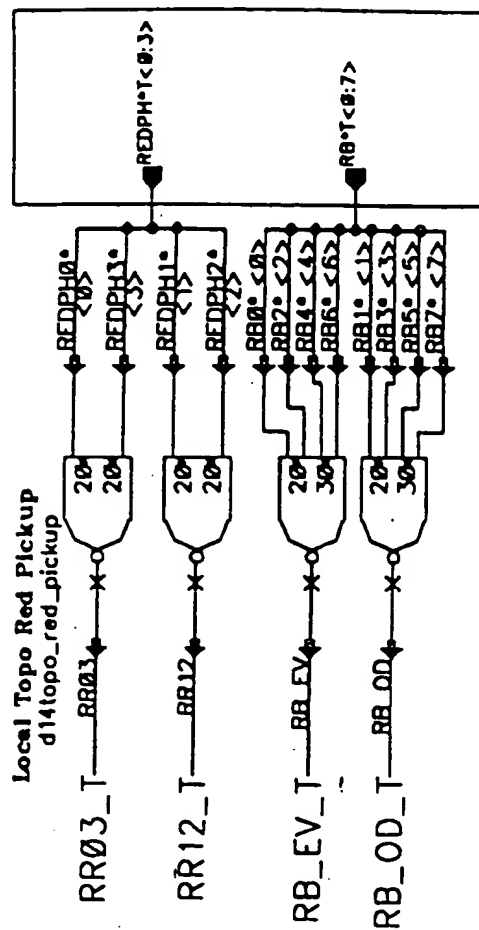 Local Topo Red Pickup
d14topo_red_pickup
RR03_T
RR03
20
20
REDPH0*
<0>
REDPH3*
<3>
REDPH*T<0:3>
RR12_T
RR12
20
20
REDPH1*
<1>
REDPH2*
<2>
RB_EV_T
RB_EV
20
30
RB0* <0>
RB2* <2>
RB4* <4>
RB6* <6>
RB*T<0:7>
RB_OD_T
RB_OD
20
30
RB1* <1>
RB3* <3>
RB5* <5>
RB7* <7>